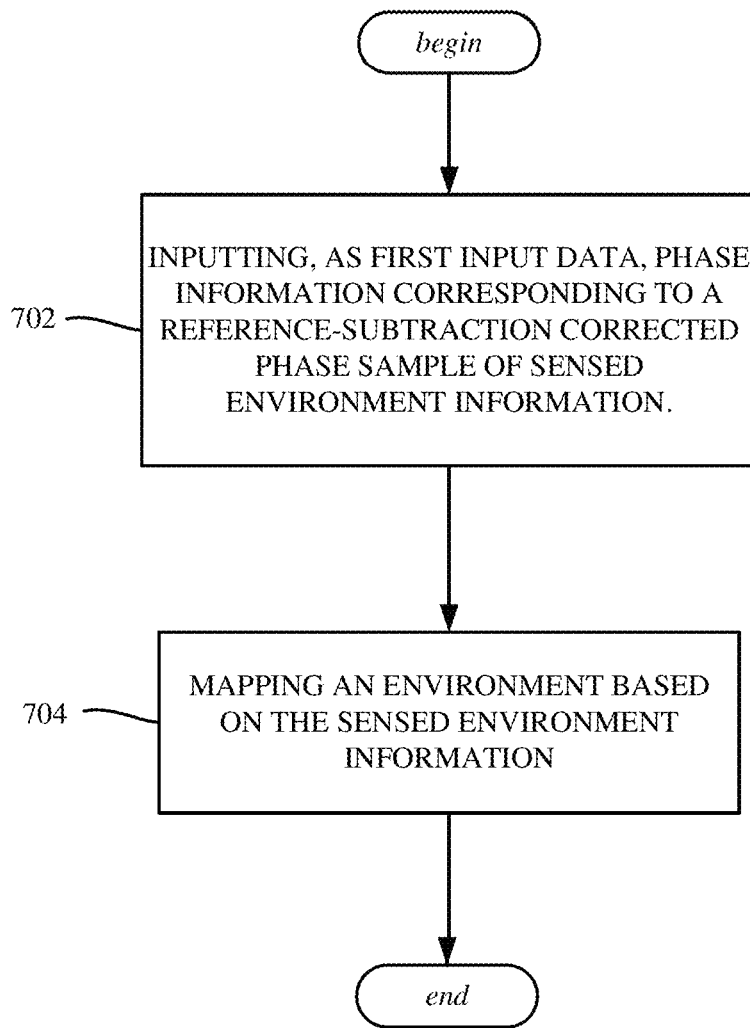 begin
INPUTTING, AS FIRST INPUT DATA, PHASE
INFORMATION CORRESPONDING TO A
702
REFERENCE-SUBTRACTION CORRECTED
PHASE SAMPLE OF SENSED
ENVIRONMENT INFORMATION.
MAPPING AN ENVIRONMENT BASED
704
ON THE SENSED ENVIRONMENT
INFORMATION
end